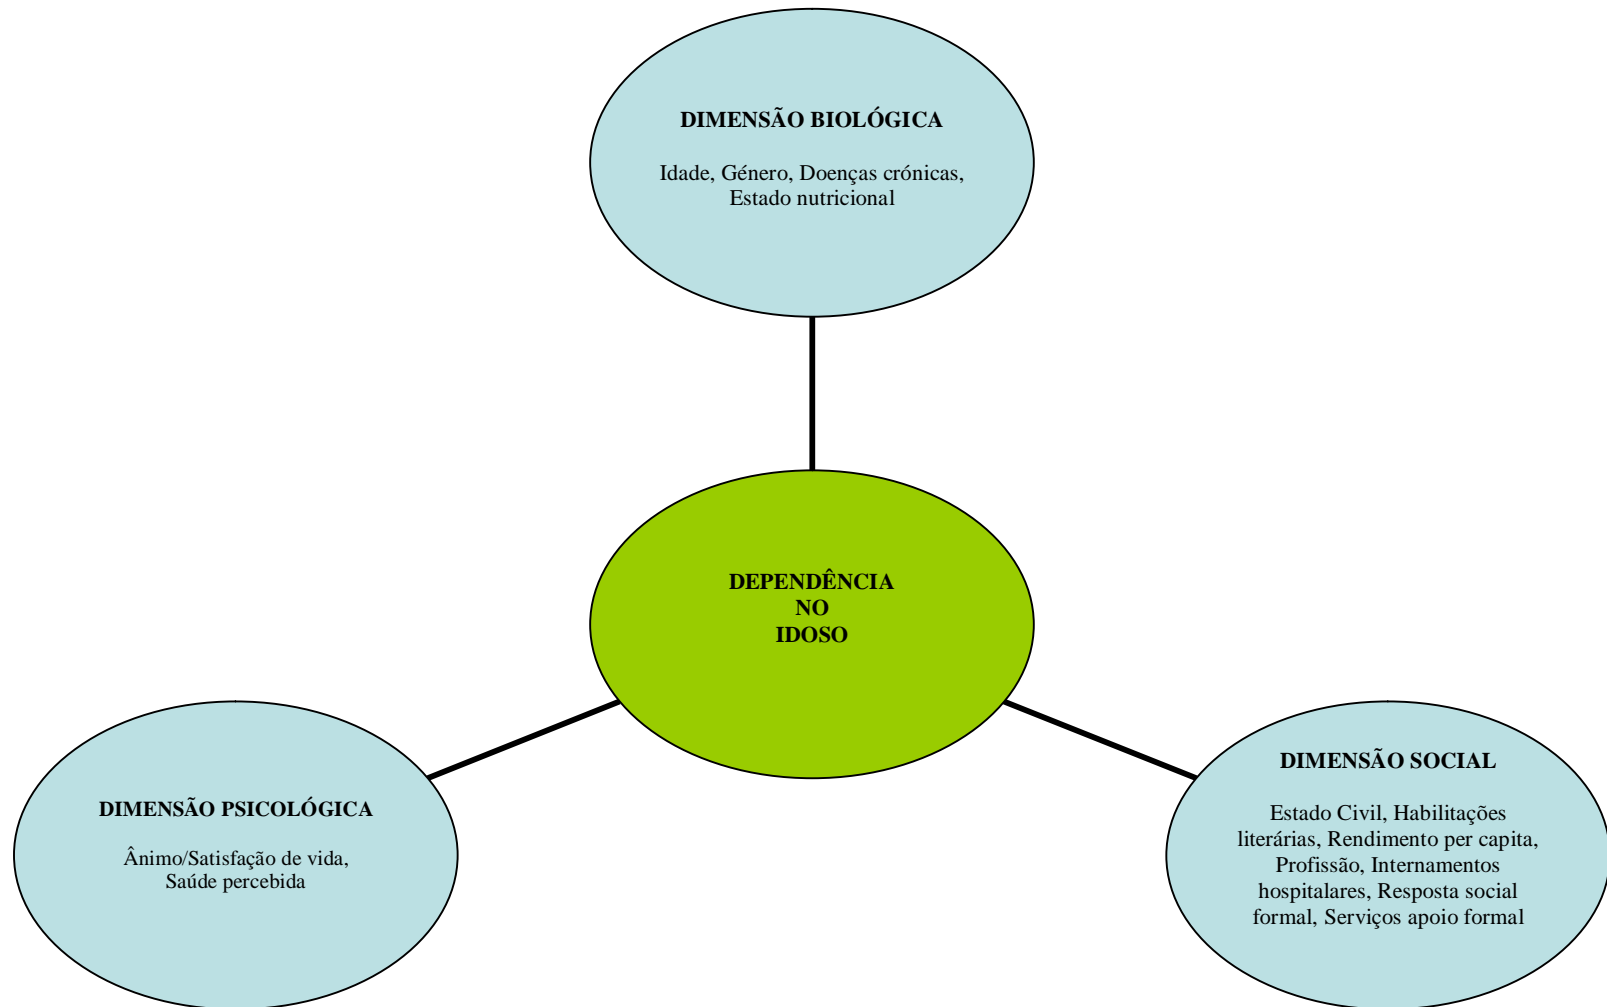 DIMENSÃO BIOLÓGICA
Idade, Género, Doenças crónicas,
Estado nutricional
DEPENDÊNCIA
NO
IDOSO
DIMENSÃO PSICOLÓGICA
Ânimo/Satisfação de vida,
Saúde percebida
DIMENSÃO SOCIAL
Estado Civil, Habilitações
literárias, Rendimento per capita,
Profissão, Internamentos
hospitalares, Resposta social
formal, Serviços apoio formal